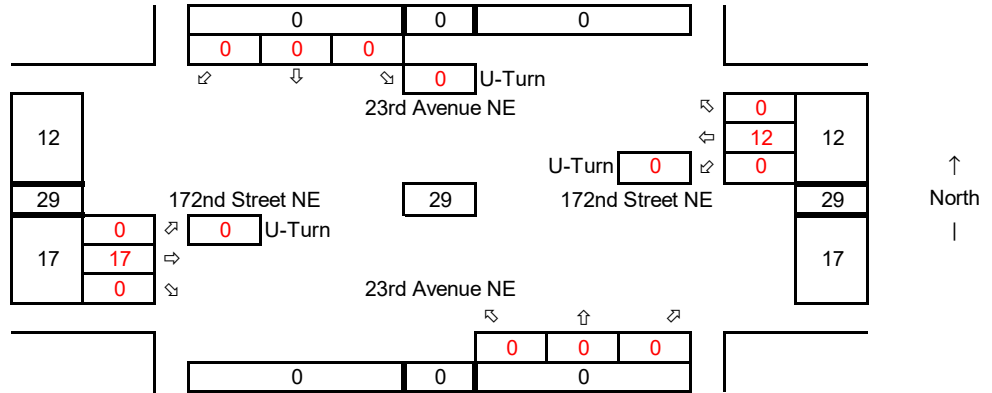 0 0 0
0 0 0
⬃ ⇩ ⬂ 0 U-Turn
23rd Avenue NE ⬁ 0
12 ⇦ 12 12
U-Turn 0 ⬃ 0 ↑
29 172nd Street NE 29 172nd Street NE 29 North
0 ⬀ 0 U-Turn |
17 17 ⇨ 17
0 ⬂ 23rd Avenue NE
⬁ ⇧ ⬀
0 0 0
0 0 0